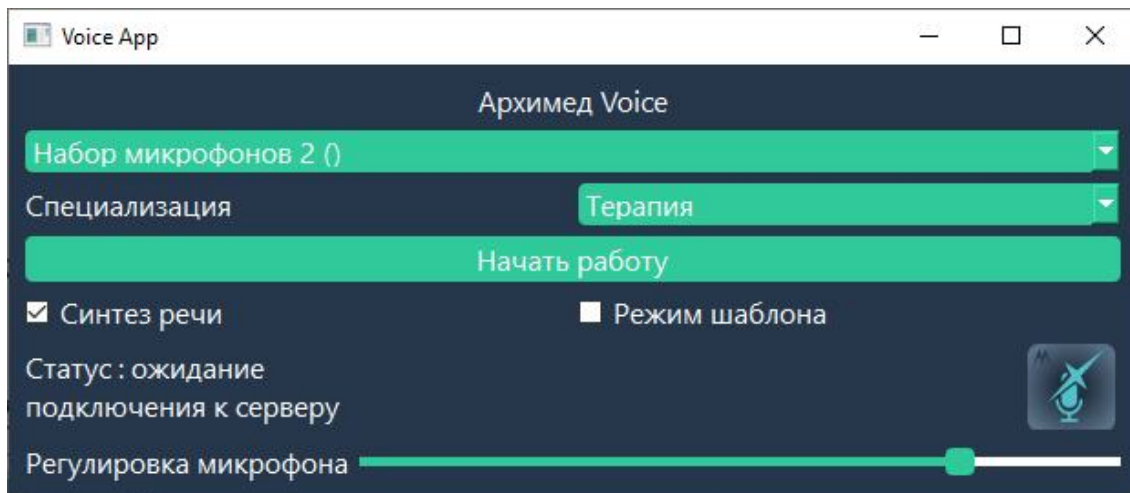 Voice App
Архимед Voice
Набор микрофонов 2 ()
Специализация
Терапия
Начать работу
Синтез речи
Режим шаблона
Статус : ожидание
подключения к серверу
Регулировка микрофона